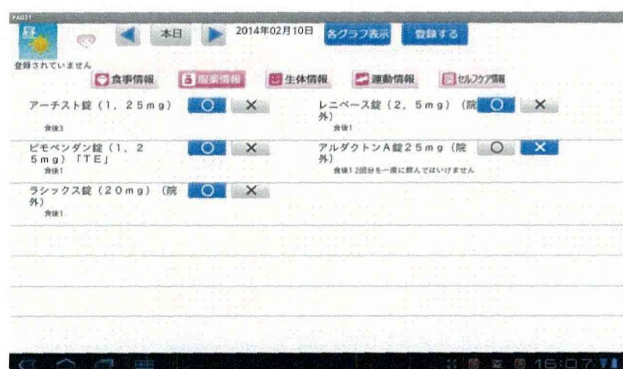 PAD31
本日
2014年02月10日
各グラフ表示
登録する
登録されていません
食事情報
服薬情報
生体情報
運動情報
セルフケア情報
アーチスト錠(1,25mg)
○
×
食後3
レニベース錠(2,5mg)(院
外)
○
×
食後1
ピモベンダン錠(1,2
5mg)「TE」
○
×
食後1
アルダクトンA錠25mg(院
外)
○
×
食後1 2回分を一度に飲んではいけません
ラシックス錠(20mg)(院
外)
○
×
食後1
16:07